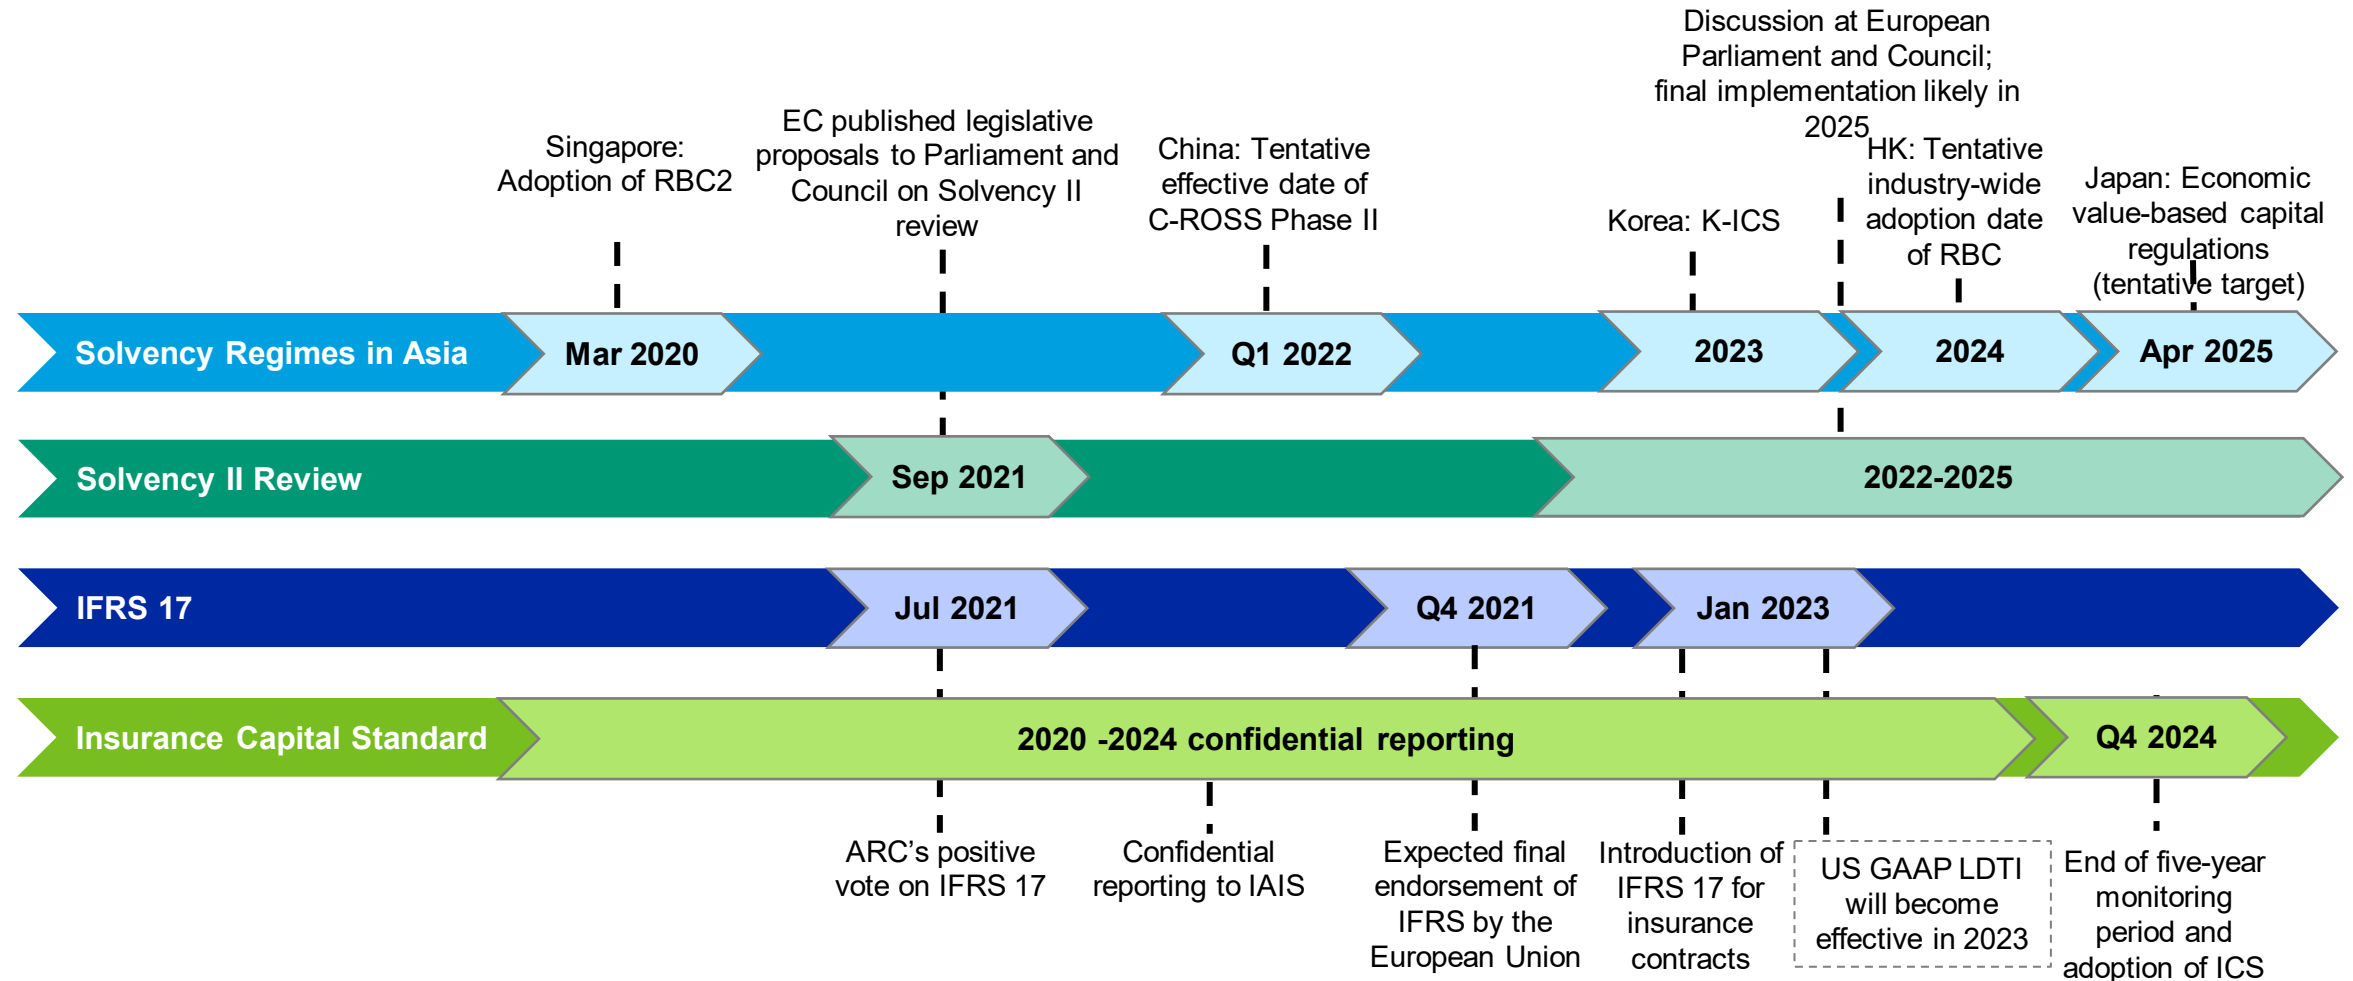 Discussion at European
Parliament and Council;
final implementation likely in
2025
Singapore:
Adoption of RBC2
EC published legislative
proposals to Parliament and
Council on Solvency II
review
China: Tentative
effective date of
C-ROSS Phase II
Korea: K-ICS
HK: Tentative
industry-wide
adoption date
of RBC
Japan: Economic
value-based capital
regulations
(tentative target)
Solvency Regimes in Asia
Mar 2020
Q1 2022
2023
2024
Apr 2025
Solvency II Review
Sep 2021
2022-2025
IFRS 17
Jul 2021
Q4 2021
Jan 2023
Insurance Capital Standard
2020 -2024 confidential reporting
Q4 2024
ARC’s positive
vote on IFRS 17
Confidential
reporting to IAIS
Expected final
endorsement of
IFRS by the
European Union
Introduction of
IFRS 17 for
insurance
contracts
US GAAP LDTI
will become
effective in 2023
End of five-year
monitoring
period and
adoption of ICS